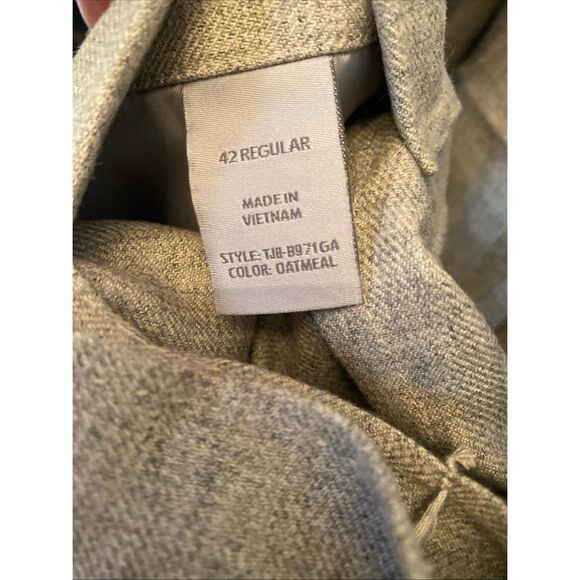 42 REGULAR
MADE IN
VIETNAM
STYLE: TJB-B971GA
COLOR: OATMEAL